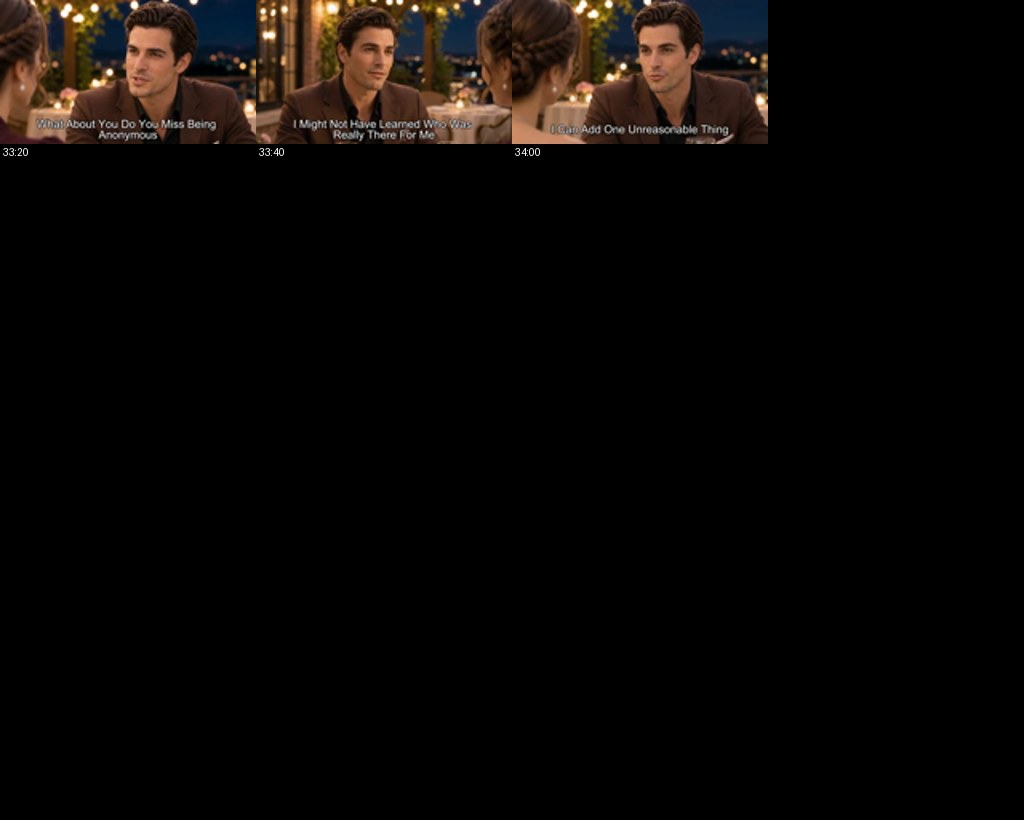 What About You Do You Miss Being
Anonymous
I Might Not Have Learned Who Was
Really There For Me
I Can Add One Unreasonable Thing
33:20
33:40
34:00